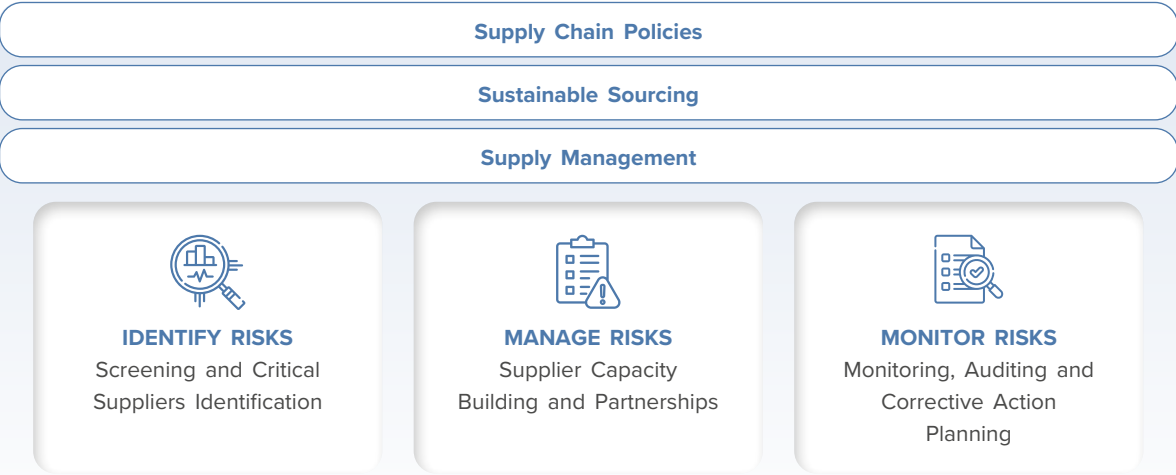 Supply Chain Policies
Sustainable Sourcing
Supply Management
IDENTIFY RISKS
Screening and Critical
Suppliers Identification
MANAGE RISKS
Supplier Capacity
Building and Partnerships
MONITOR RISKS
Monitoring, Auditing and
Corrective Action
Planning